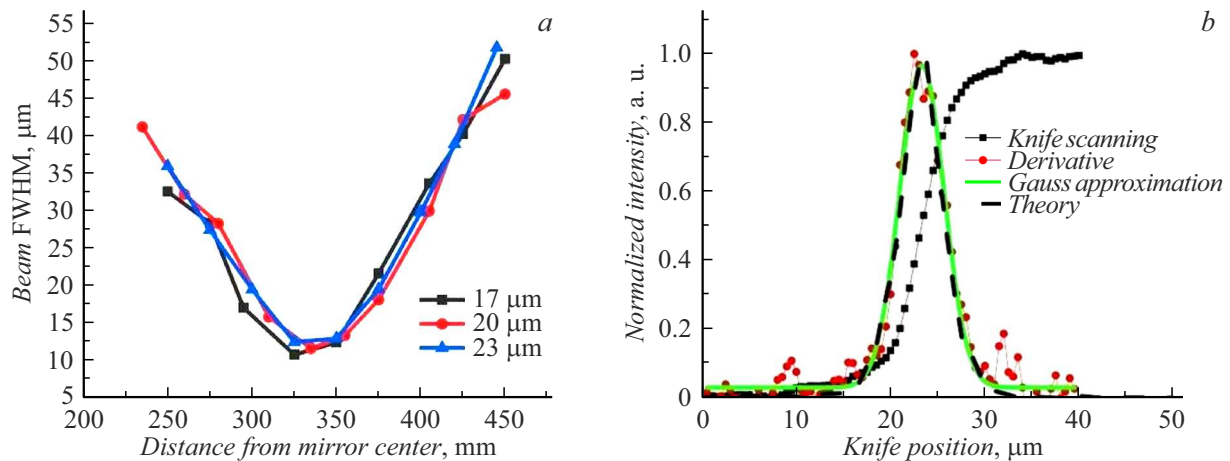 a
55
50
45
40
35
30
25
20
15
10
5
Beam FWHM, μm
17 μm
20 μm
23 μm
200 250 300 350 400 450
Distance from mirror center, mm
b
1.0
0.8
0.6
0.4
0.2
0
Normalized intensity, a. u.
Knife scanning
Derivative
Gauss approximation
Theory
0 10 20 30 40 50
Knife position, μm